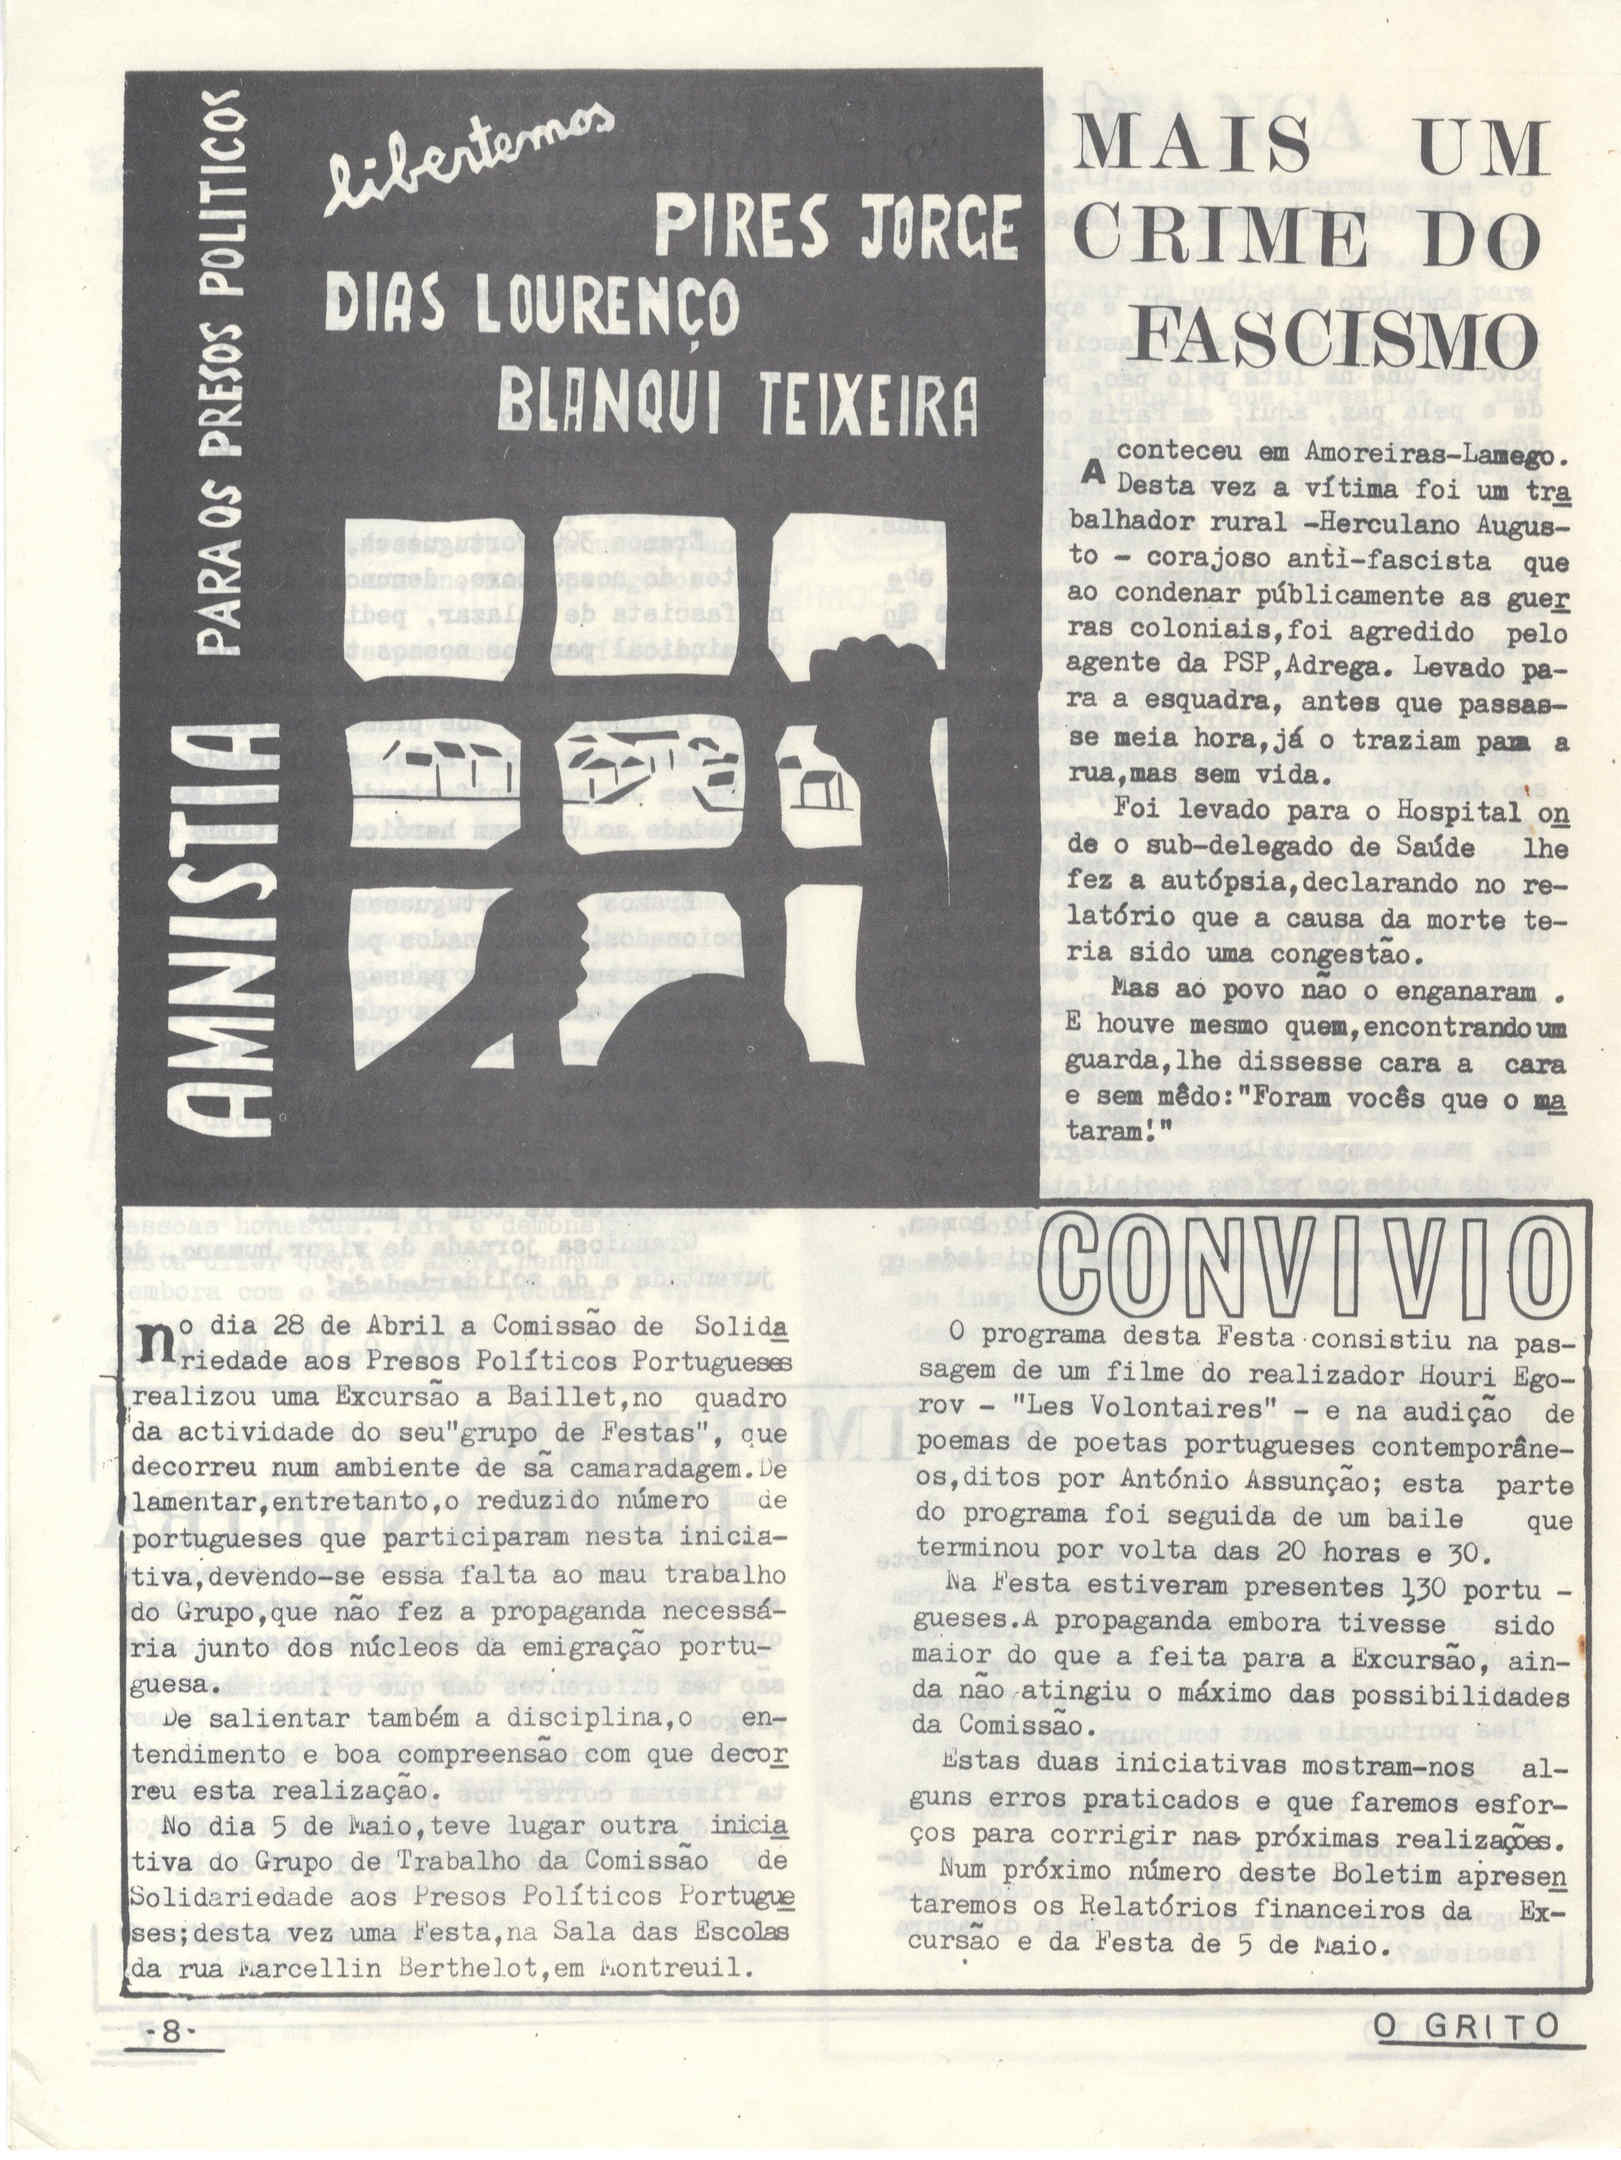 AMNISTIA PARA OS PRESOS POLITICOS
libertemos
PIRES JORGE
DIAS LOURENÇO
BLANQUI TEIXEIRA
MAIS UM
CRIME DO
FASCISMO
Aconteceu em Amoreiras-Lamego.
Desta vez a vítima foi um tra
balhador rural -Herculano Augus-
to - corajoso anti-fascista que
ao condenar públicamente as guer
ras coloniais,foi agredido pelo
agente da PSP,Adrega. Levado pa-
ra a esquadra, antes que passas-
se meia hora,já o traziam para a
rua,mas sem vida.
Foi levado para o Hospital on
de o sub-delegado de Saúde lhe
fez a autópsia,declarando no re-
latório que a causa da morte te-
ria sido uma congestão.
Mas ao povo não o enganaram .
E houve mesmo quem,encontrando um
guarda,lhe dissesse cara a cara
e sem mêdo:"Foram vocês que o ma
taram!"
CONVIVIO
no dia 28 de Abril a Comissão de Solida
riedade aos Presos Políticos Portugueses
realizou uma Excursão a Baillet,no quadro
da actividade do seu"grupo de Festas", que
decorreu num ambiente de sã camaradagem.De
lamentar,entretanto,o reduzido número de
portugueses que participaram nesta inicia-
tiva,devendo-se essa falta ao mau trabalho
do Grupo,que não fez a propaganda necessá-
ria junto dos núcleos da emigração portu-
guesa.
De salientar também a disciplina,o en-
tendimento e boa compreensão com que decor
reu esta realização.
No dia 5 de Maio,teve lugar outra inicia
tiva do Grupo de Trabalho da Comissão de
Solidariedade aos Presos Políticos Portugue
ses;desta vez uma Festa,na Sala das Escolas
da rua Marcellin Berthelot,em Montreuil.
O programa desta Festa consistiu na pas-
sagem de um filme do realizador Houri Ego-
rov - "Les Volontaires" - e na audição de
poemas de poetas portugueses contemporâne-
os,ditos por António Assunção; esta parte
do programa foi seguida de um baile que
terminou por volta das 20 horas e 30.
Na Festa estiveram presentes 130 portu -
gueses.A propaganda embora tivesse sido
maior do que a feita para a Excursão, ain-
da não atingiu o máximo das possibilidades
da Comissão.
Estas duas iniciativas mostram-nos al-
guns erros praticados e que faremos esfor-
ços para corrigir nas próximas realizações.
Num próximo número deste Boletim apresen
taremos os Relatórios financeiros da Ex-
cursão e da Festa de 5 de Maio.
-8-
O GRITO